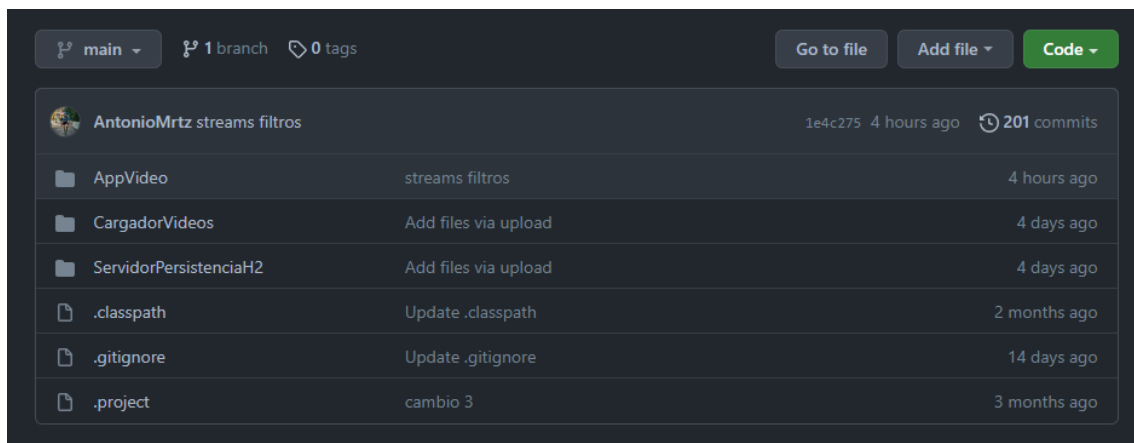 main 1 branch 0 tags Go to file Add file Code
AntonioMrtz streams filtros 1e4c275 4 hours ago 201 commits
AppVideo streams filtros 4 hours ago
CargadorVideos Add files via upload 4 days ago
ServidorPersistenciaH2 Add files via upload 4 days ago
.classpath Update .classpath 2 months ago
.gitignore Update .gitignore 14 days ago
.project cambio 3 3 months ago